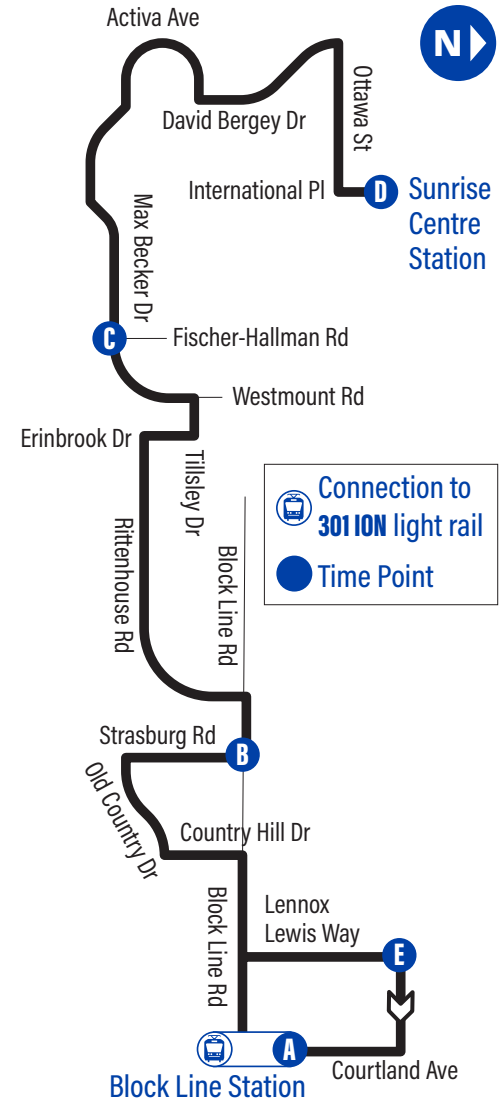 Activa Ave
N
David Bergey Dr
Ottawa St
International Pl
D
Sunrise
Centre
Station
Max Becker Dr
C
Fischer-Hallman Rd
Westmount Rd
Erinbrook Dr
Tillsley Dr
Connection to
301 ION light rail
Time Point
Rittenhouse Rd
Block Line Rd
Strasburg Rd
B
Old Country Dr
Country Hill Dr
Block Line Rd
Lennox
Lewis Way
E
A
Courtland Ave
Block Line Station